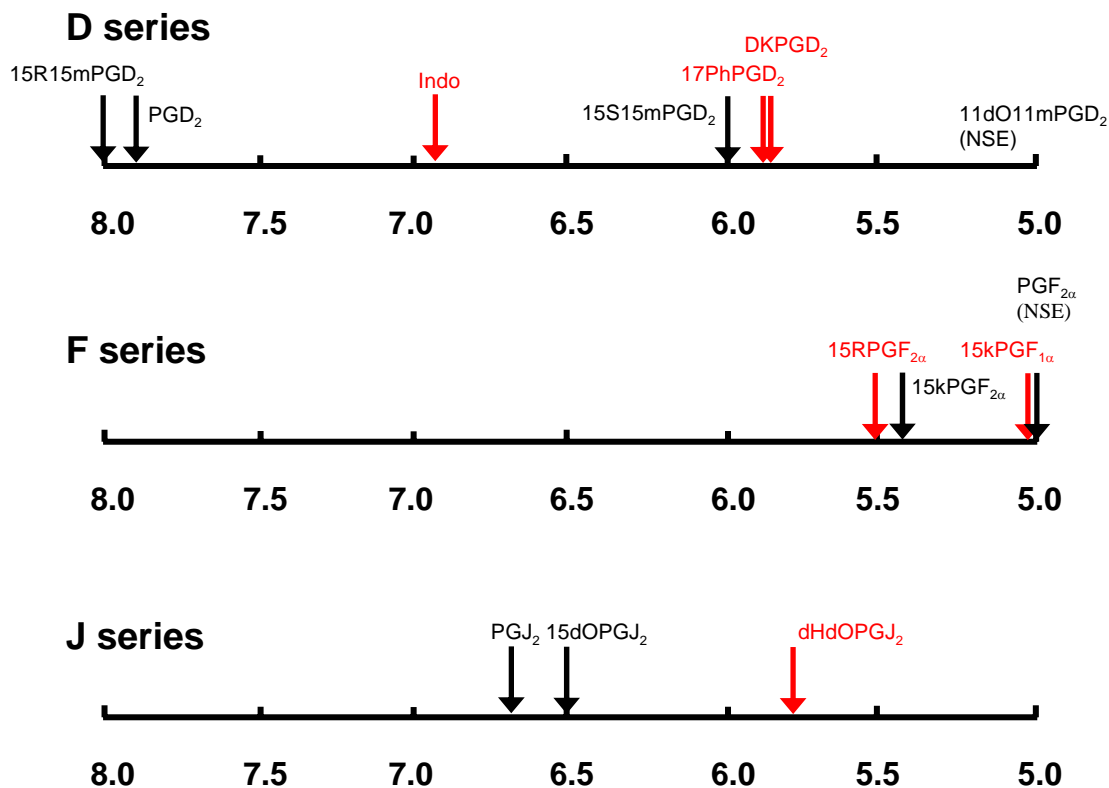 D series
DKPGD₂
15R15mPGD₂ Indo 17PhPGD₂
PGD₂ 15S15mPGD₂ 11dO11mPGD₂
(NSE)
8.0 7.5 7.0 6.5 6.0 5.5 5.0
PGF₂α
(NSE)
F series 15RPGF₂α 15kPGF₁α
15kPGF₂α
8.0 7.5 7.0 6.5 6.0 5.5 5.0
J series PGJ₂ 15dOPGJ₂ dHdOPGJ₂
8.0 7.5 7.0 6.5 6.0 5.5 5.0